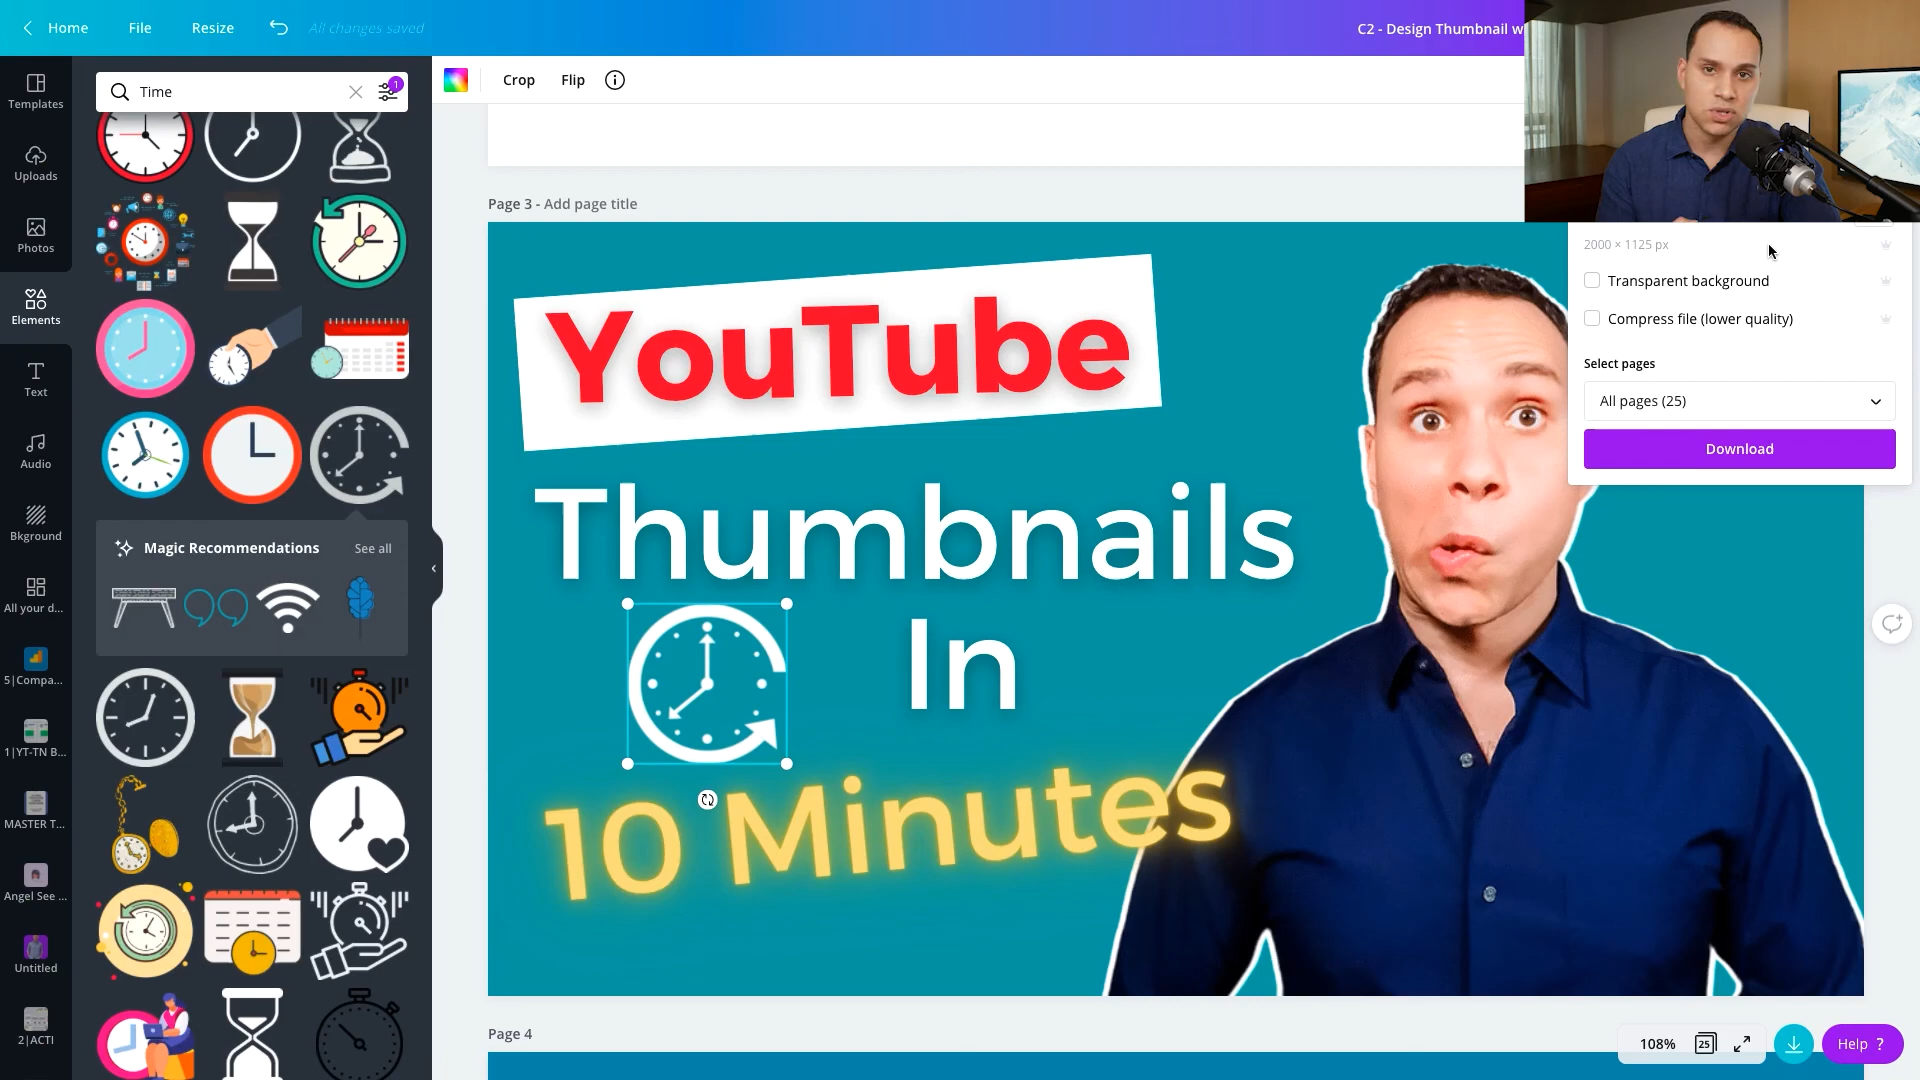 Home
File
Resize
All changes saved
C2 - Design Thumbnail w
Templates
Uploads
Photos
Elements
Text
Audio
Bkground
All your d...
5|Compa...
1|YT-TN B...
MASTER T...
Angel See ...
Untitled
2|ACTI
Time
1
Magic Recommendations
See all
Crop
Flip
Page 3 - Add page title
YouTube
Thumbnails
In
10 Minutes
2000 × 1125 px
Transparent background
Compress file (lower quality)
Select pages
All pages (25)
Download
Page 4
108%
25
Help ?